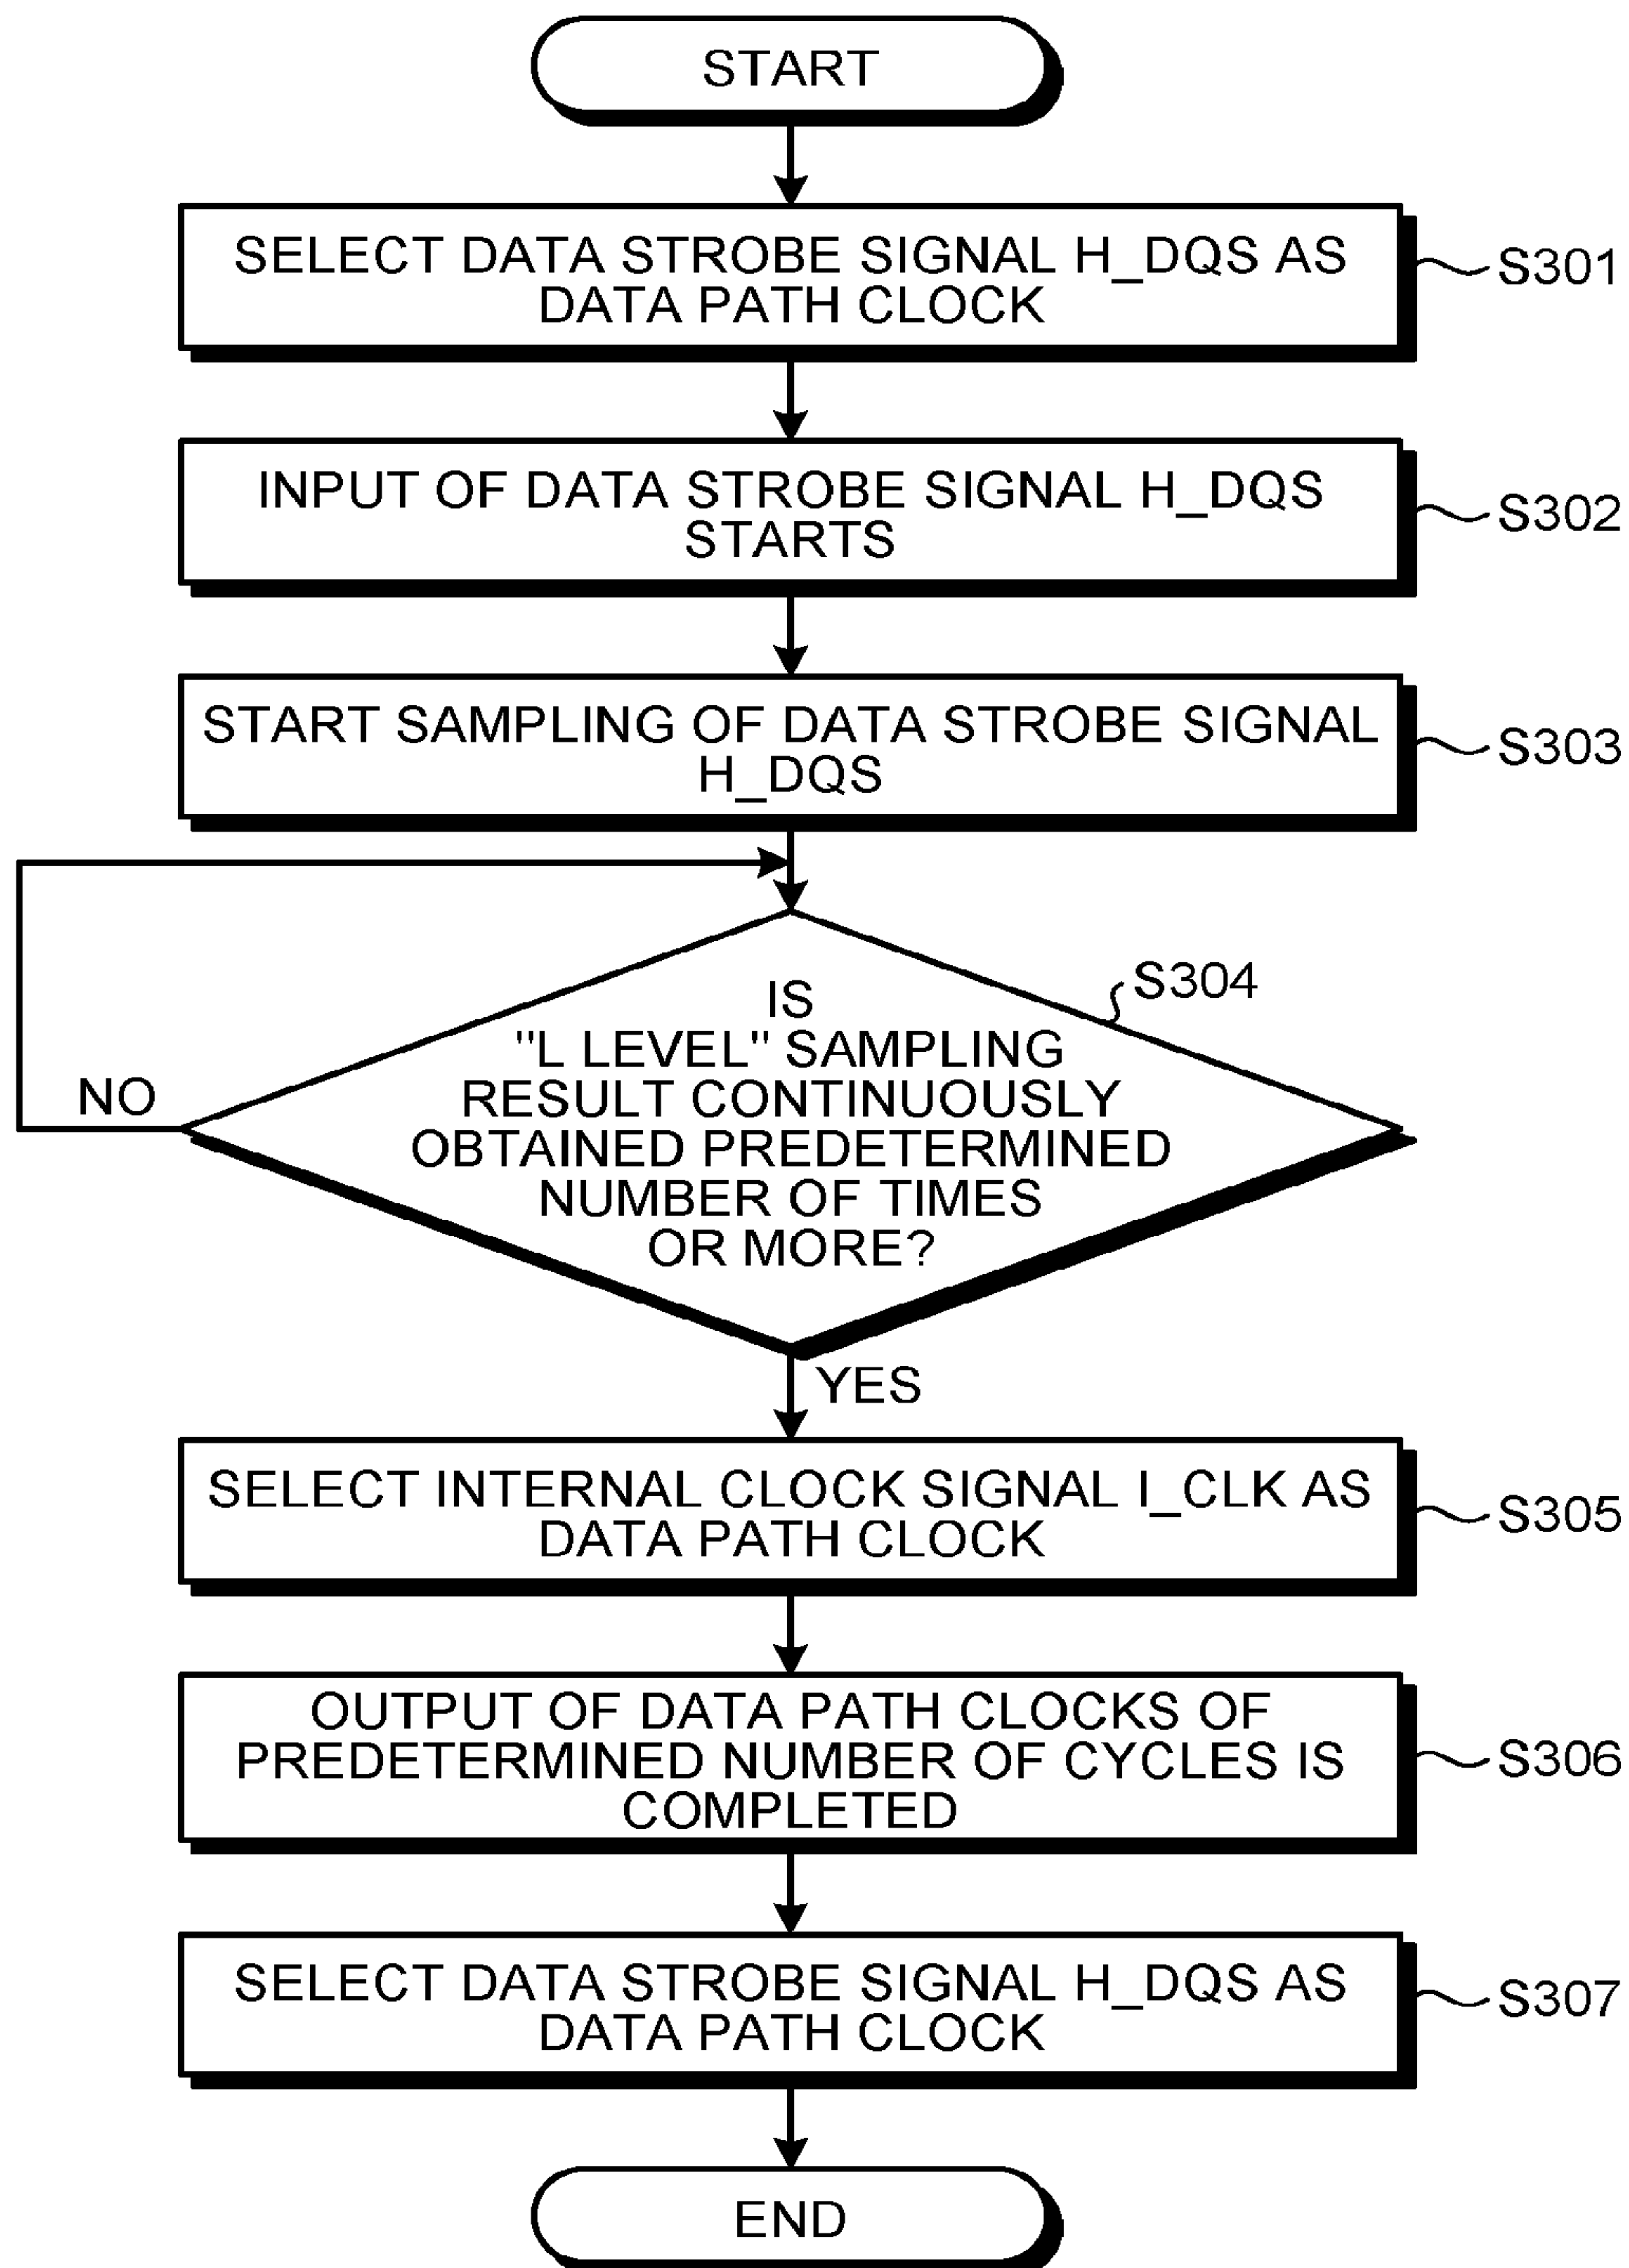 START
SELECT DATA STROBE SIGNAL H_DQS AS
DATA PATH CLOCK
S301
INPUT OF DATA STROBE SIGNAL H_DQS
STARTS
S302
START SAMPLING OF DATA STROBE SIGNAL
H_DQS
S303
S304
IS
"L LEVEL" SAMPLING
RESULT CONTINUOUSLY
OBTAINED PREDETERMINED
NUMBER OF TIMES
OR MORE?
NO
YES
SELECT INTERNAL CLOCK SIGNAL I_CLK AS
DATA PATH CLOCK
S305
OUTPUT OF DATA PATH CLOCKS OF
PREDETERMINED NUMBER OF CYCLES IS
COMPLETED
S306
SELECT DATA STROBE SIGNAL H_DQS AS
DATA PATH CLOCK
S307
END